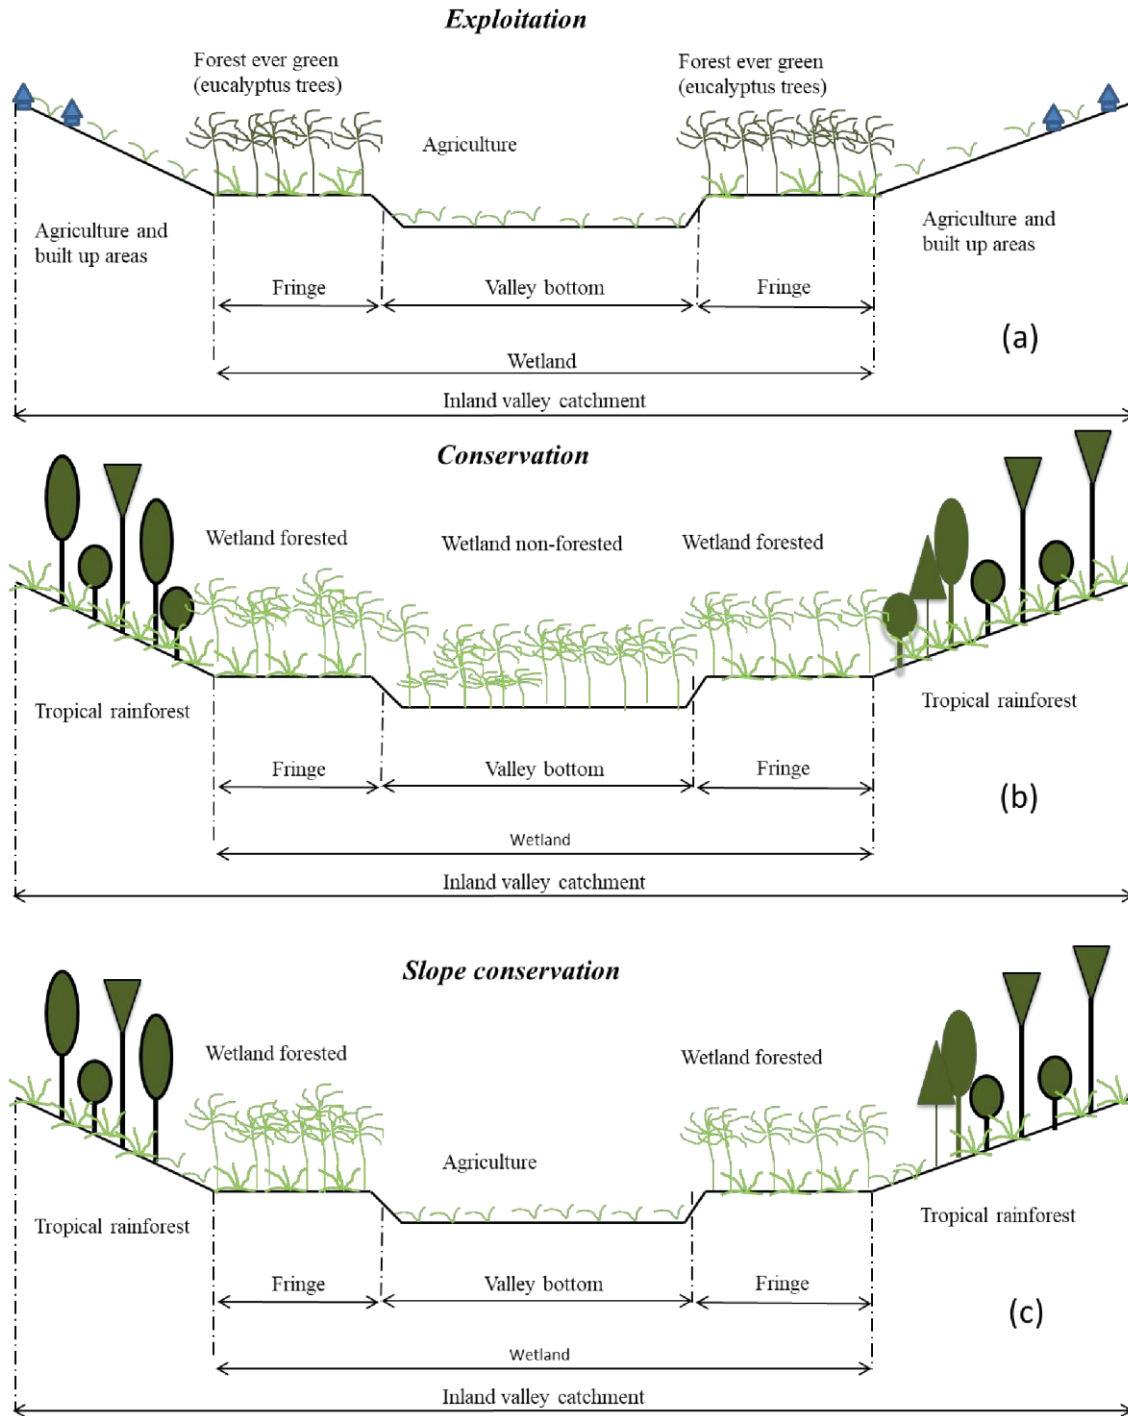 Exploitation
Forest ever green
(eucalyptus trees)
Forest ever green
(eucalyptus trees)
Agriculture
Agriculture and
built up areas
Agriculture and
built up areas
Fringe
Valley bottom
Fringe
(a)
Wetland
Inland valley catchment
Conservation
Wetland forested
Wetland non-forested
Wetland forested
Tropical rainforest
Tropical rainforest
Fringe
Valley bottom
Fringe
(b)
Wetland
Inland valley catchment
Slope conservation
Wetland forested
Wetland forested
Agriculture
Tropical rainforest
Tropical rainforest
Fringe
Valley bottom
Fringe
(c)
Wetland
Inland valley catchment